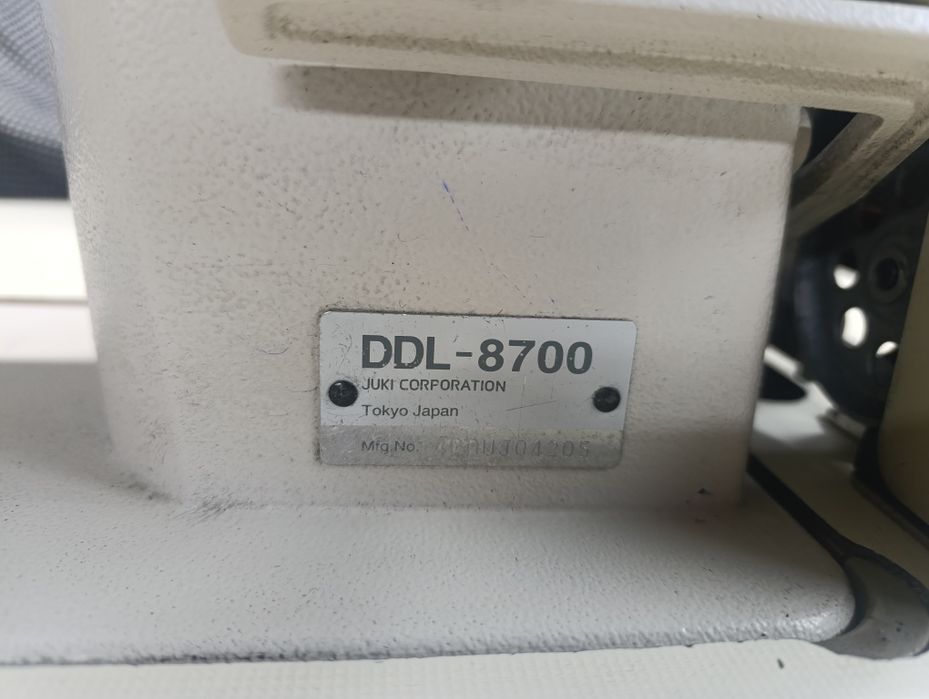 DDL-8700
JUKI CORPORATION
Tokyo Japan
Mfg.No.